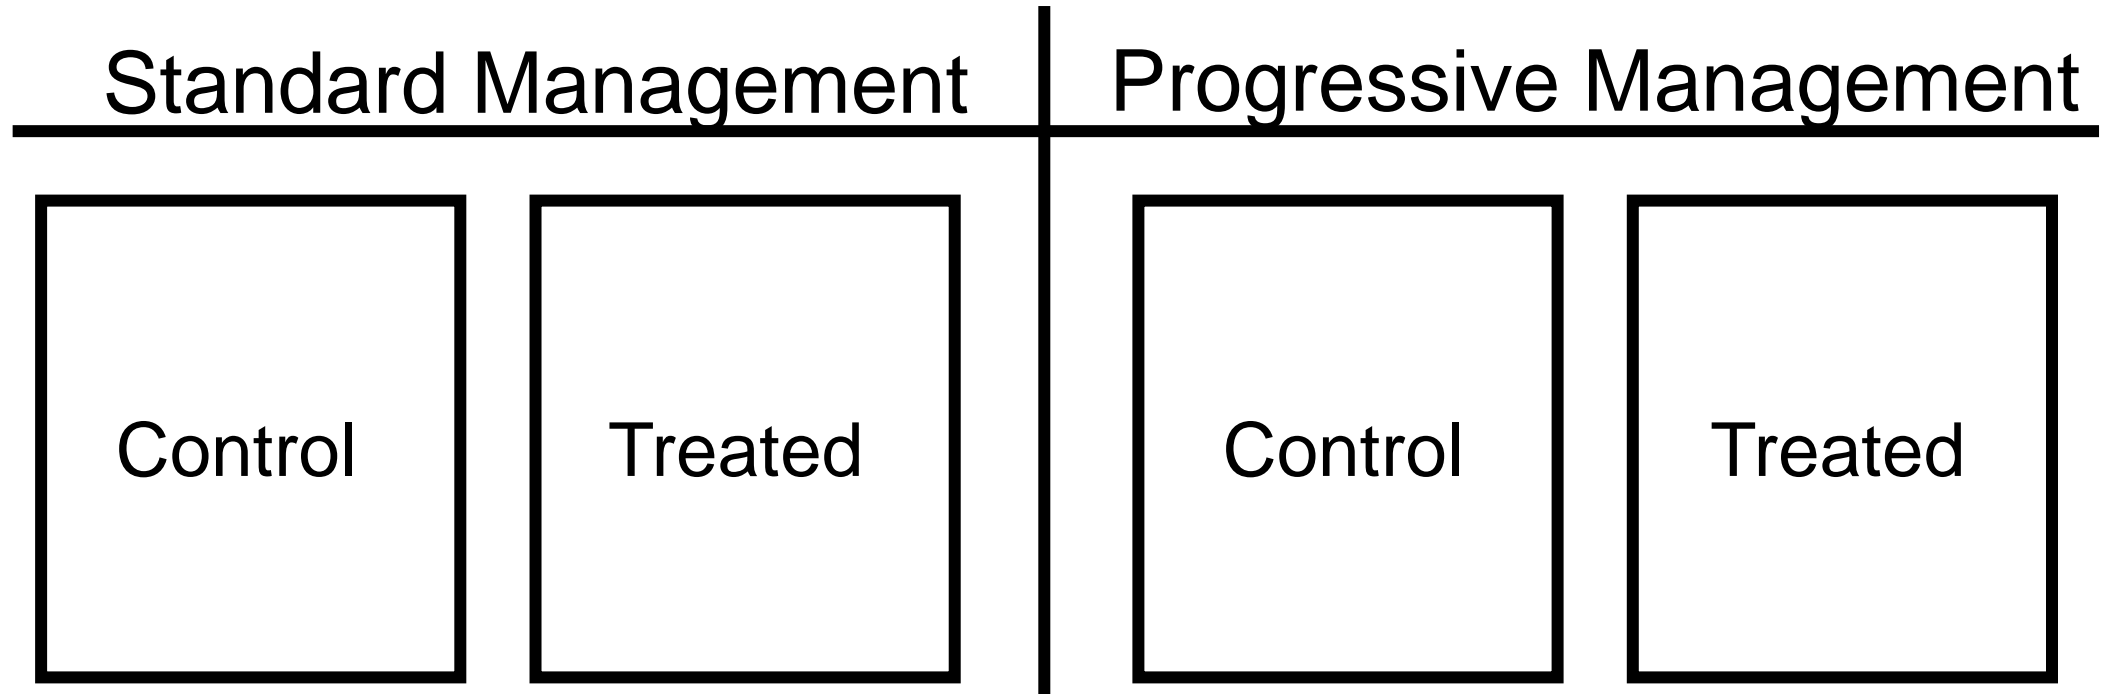 Standard Management
Progressive Management
Control
Treated
Control
Treated